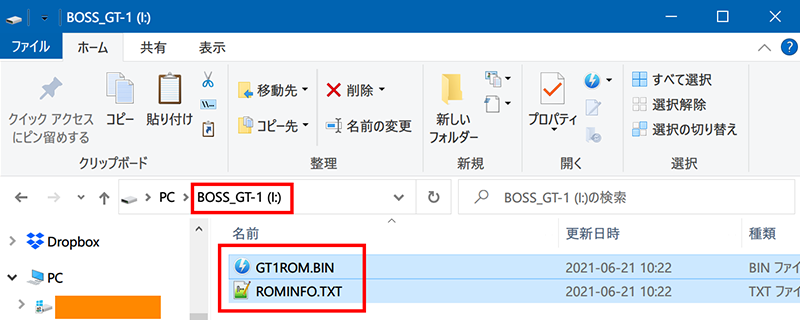 BOSS_GT-1 (I:)
ファイル ホーム 共有 表示
クイック アクセス
にピン留めする
コピー
貼り付け
移動先
コピー先
削除
名前の変更
新しい
フォルダー
プロパティ
すべて選択
選択解除
選択の切り替え
クリップボード 整理 新規 開く 選択
PC BOSS_GT-1 (I:) BOSS_GT-1 (I:)の検索
名前 更新日時 種類
Dropbox
PC
GT1ROM.BIN 2021-06-21 10:22 BIN ファイ
ROMINFO.TXT 2021-06-21 10:22 TXT ファイ